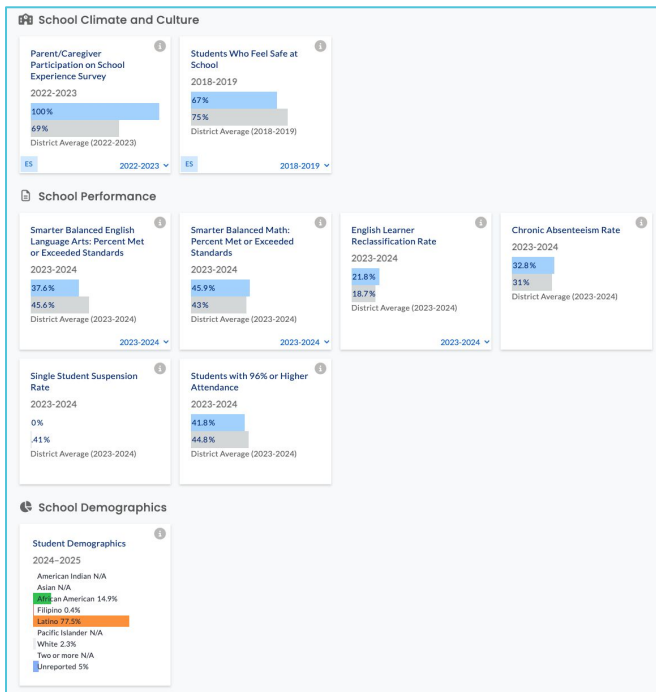 School Climate and Culture
Parent/Caregiver
Participation on School
Experience Survey
2022-2023
100%
69%
District Average (2022-2023)
ES
2022-2023
Students Who Feel Safe at
School
2018-2019
67%
75%
District Average (2018-2019)
ES
2018-2019
School Performance
Smarter Balanced English
Language Arts: Percent Met
or Exceeded Standards
2023-2024
37.6%
45.6%
District Average (2023-2024)
2023-2024
Smarter Balanced Math:
Percent Met or Exceeded
Standards
2023-2024
45.9%
43%
District Average (2023-2024)
2023-2024
English Learner
Reclassification Rate
2023-2024
21.8%
18.7%
District Average (2023-2024)
2023-2024
Chronic Absenteeism Rate
2023-2024
32.8%
31%
District Average (2023-2024)
Single Student Suspension
Rate
2023-2024
0%
.41%
District Average (2023-2024)
Students with 96% or Higher
Attendance
2023-2024
41.8%
44.8%
District Average (2023-2024)
School Demographics
Student Demographics
2024–2025
American Indian N/A
Asian N/A
African American 14.9%
Filipino 0.4%
Latino 77.5%
Pacific Islander N/A
White 2.3%
Two or more N/A
Unreported 5%